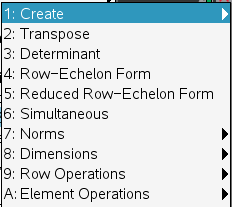 1: Create
2: Transpose
3: Determinant
4: Row-Echelon Form
5: Reduced Row-Echelon Form
6: Simultaneous
7: Norms
8: Dimensions
9: Row Operations
A: Element Operations